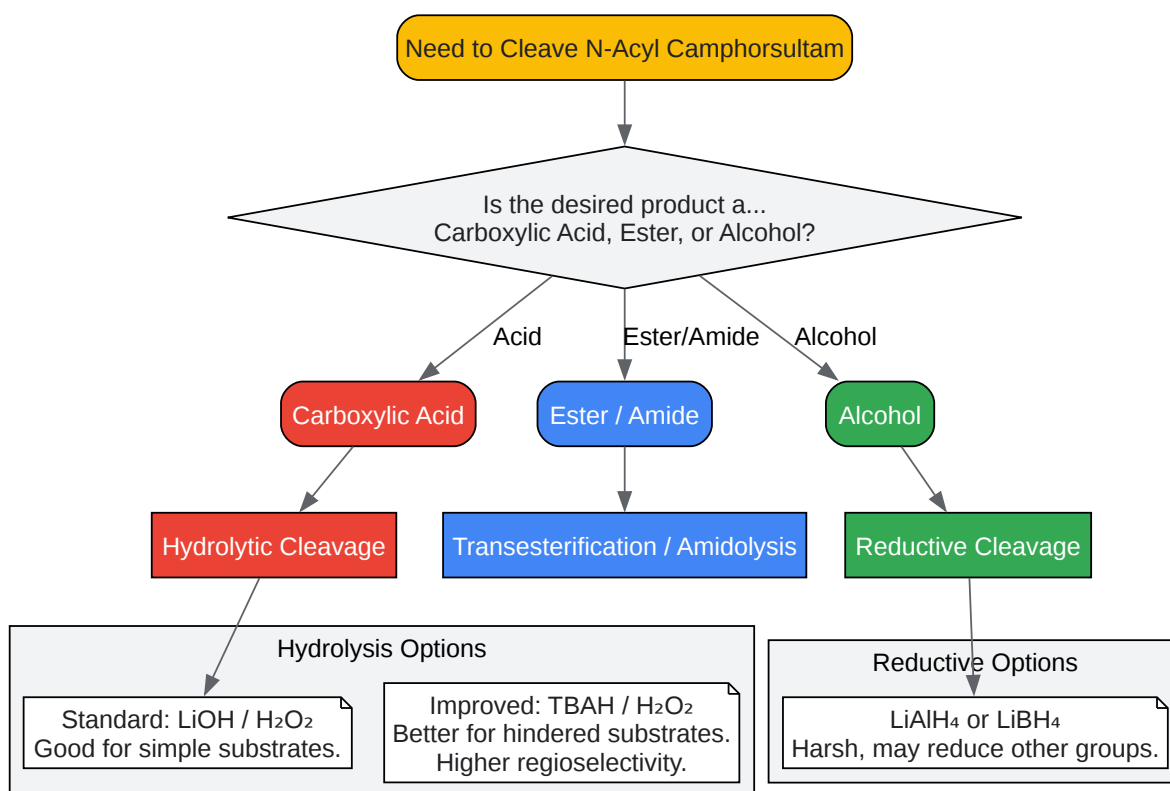 Need to Cleave N-Acyl Camphorsultam
Is the desired product a...
Carboxylic Acid, Ester, or Alcohol?
Acid
Ester/Amide
Alcohol
Carboxylic Acid
Ester / Amide
Alcohol
Hydrolytic Cleavage
Transesterification / Amidolysis
Reductive Cleavage
Hydrolysis Options
Standard: LiOH / H₂O₂
Good for simple substrates.
Improved: TBAH / H₂O₂
Better for hindered substrates.
Higher regioselectivity.
Reductive Options
LiAlH₄ or LiBH₄
Harsh, may reduce other groups.